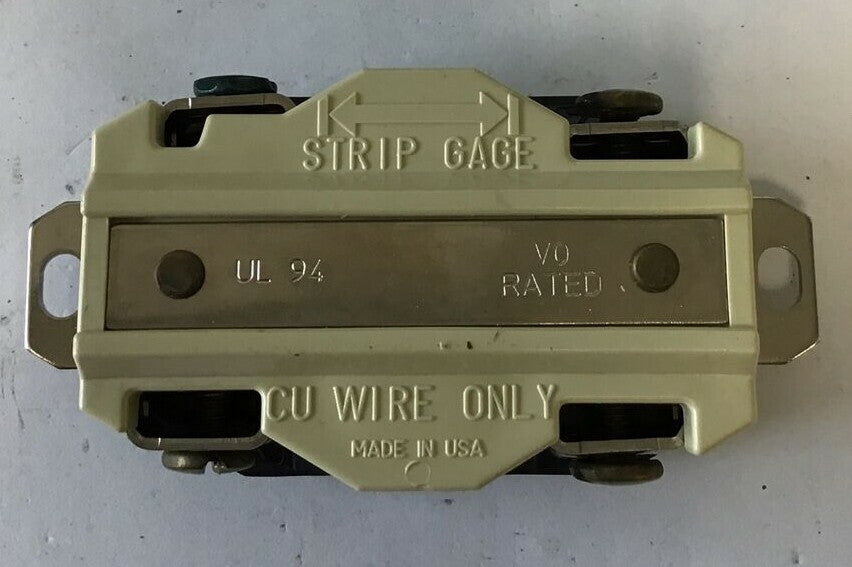 STRIP GAGE
UL 94
V0
RATED
CU WIRE ONLY
MADE IN USA